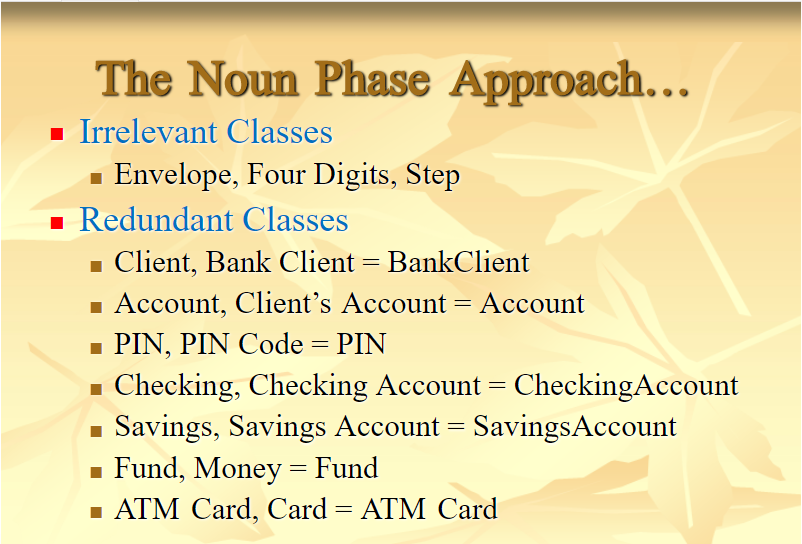 The Noun Phase Approach…
Irrelevant Classes
Envelope, Four Digits, Step
Redundant Classes
Client, Bank Client = BankClient
Account, Client’s Account = Account
PIN, PIN Code = PIN
Checking, Checking Account = CheckingAccount
Savings, Savings Account = SavingsAccount
Fund, Money = Fund
ATM Card, Card = ATM Card